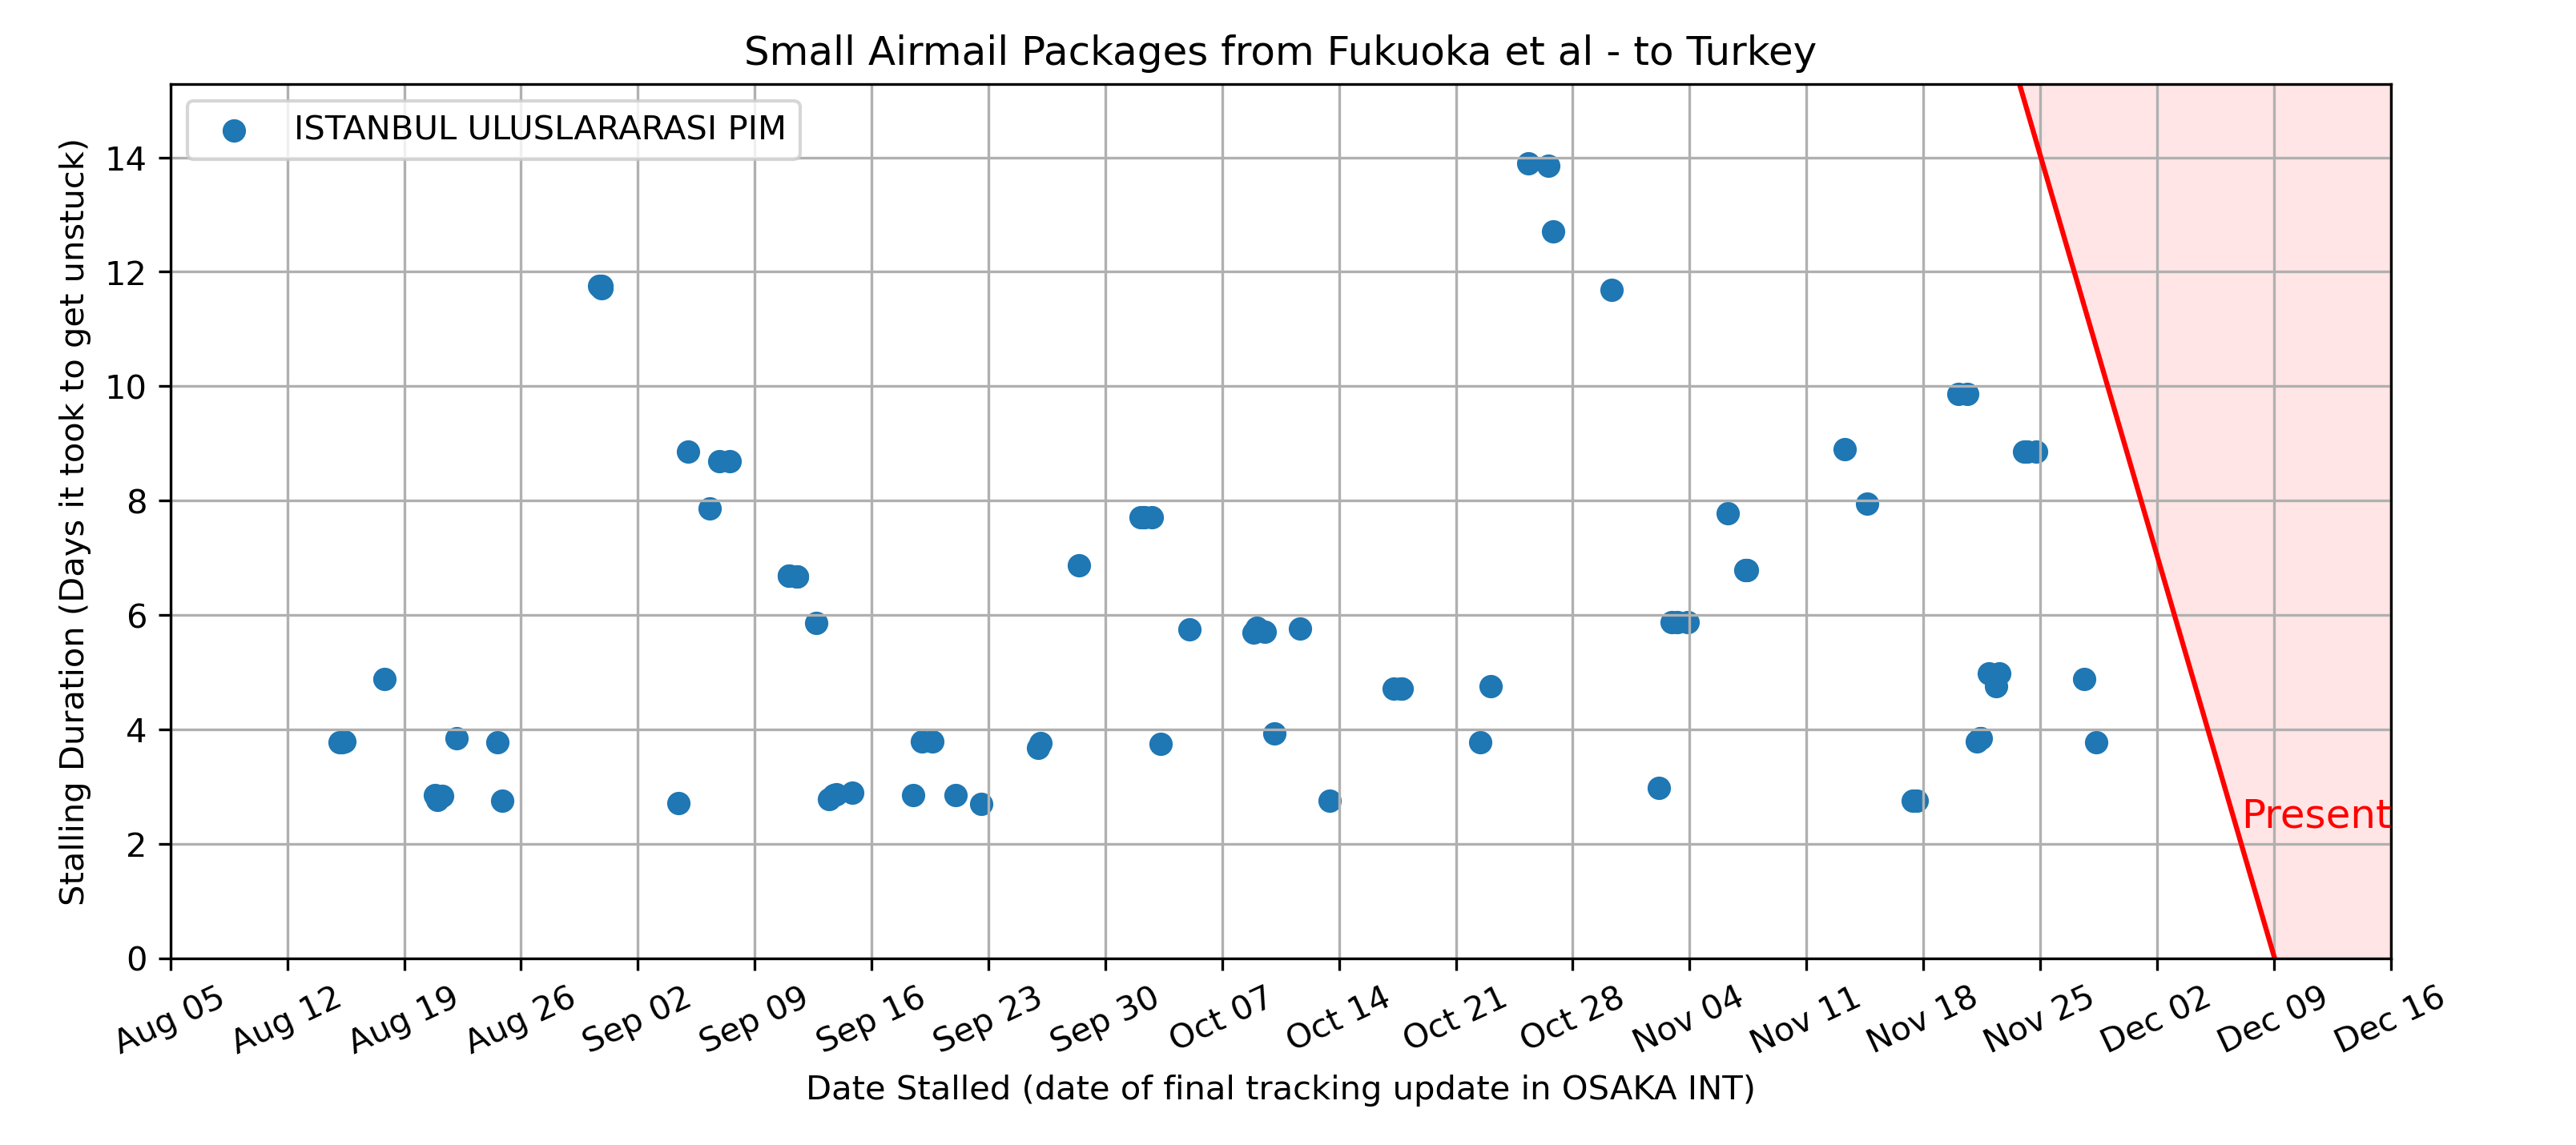 Small Airmail Packages from Fukuoka et al - to Turkey
ISTANBUL ULUSLARARASI PIM
Stalling Duration (Days it took to get unstuck)
14
12
10
8
6
4
2
0
Present
Aug 05
Aug 12
Aug 19
Aug 26
Sep 02
Sep 09
Sep 16
Sep 23
Sep 30
Oct 07
Oct 14
Oct 21
Oct 28
Nov 04
Nov 11
Nov 18
Nov 25
Dec 02
Dec 09
Dec 16
Date Stalled (date of final tracking update in OSAKA INT)